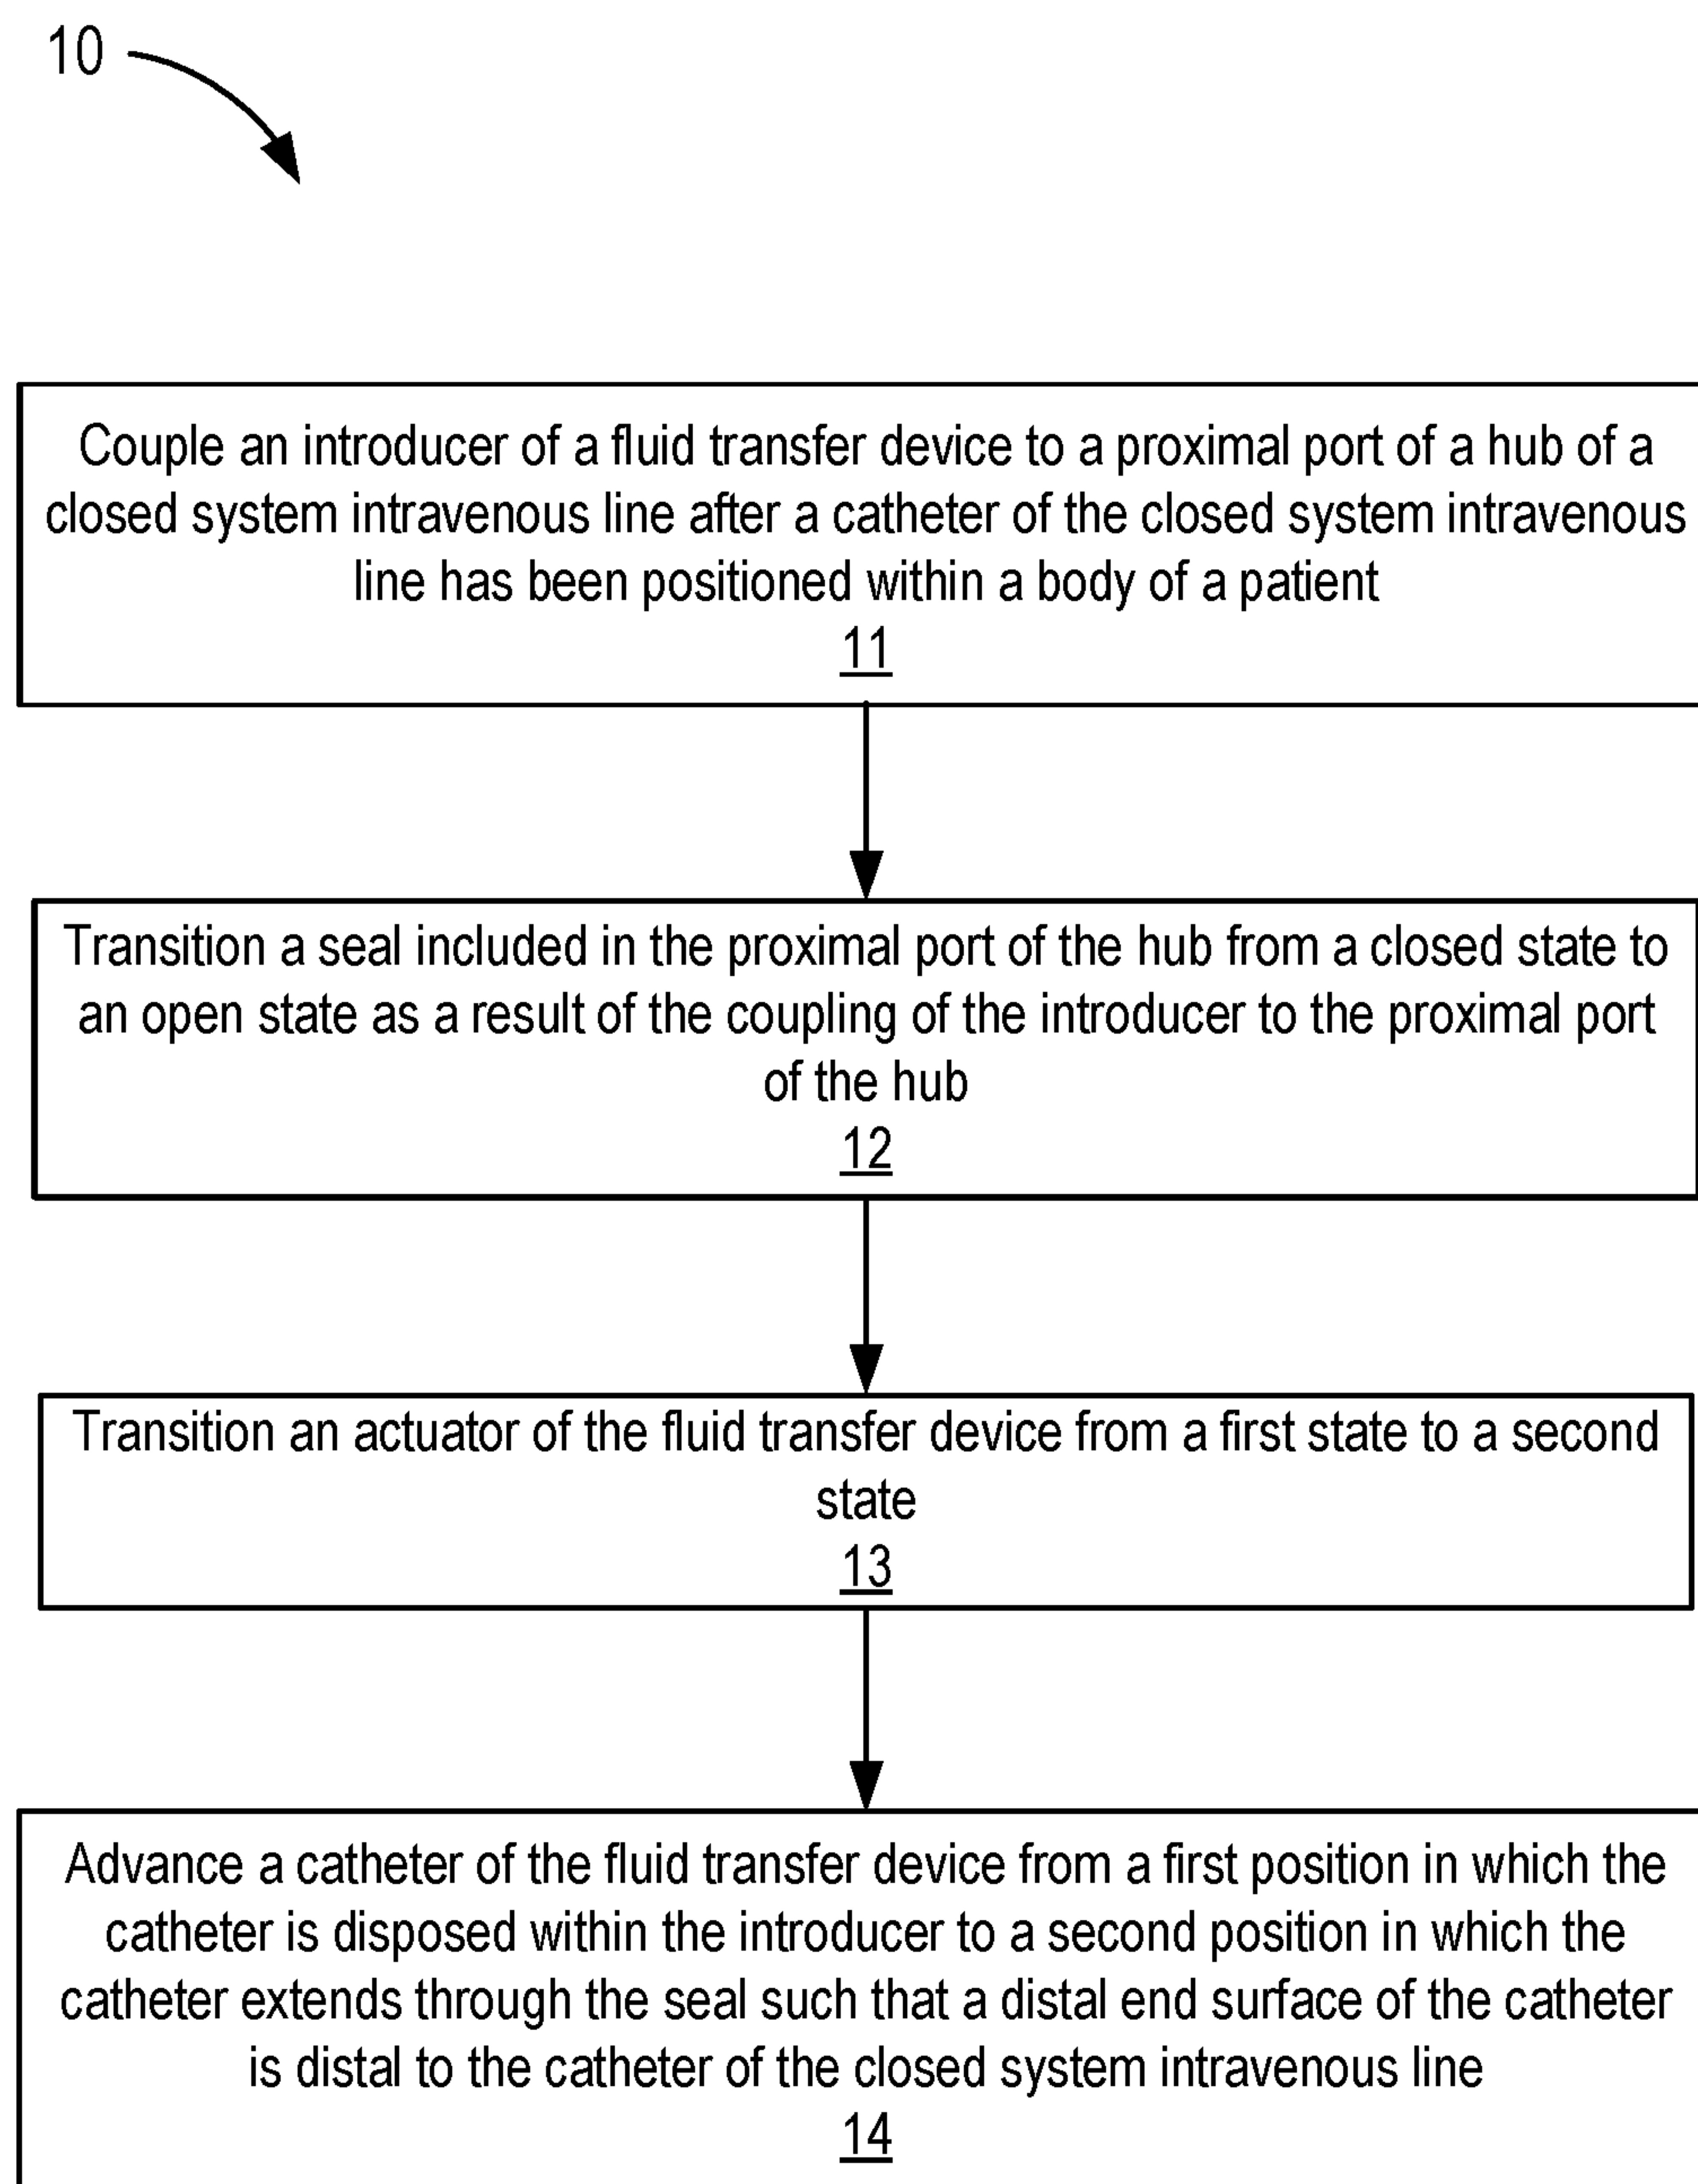 10
Couple an introducer of a fluid transfer device to a proximal port of a hub of a
closed system intravenous line after a catheter of the closed system intravenous
line has been positioned within a body of a patient
11
Transition a seal included in the proximal port of the hub from a closed state to
an open state as a result of the coupling of the introducer to the proximal port
of the hub
12
Transition an actuator of the fluid transfer device from a first state to a second
state
13
Advance a catheter of the fluid transfer device from a first position in which the
catheter is disposed within the introducer to a second position in which the
catheter extends through the seal such that a distal end surface of the catheter
is distal to the catheter of the closed system intravenous line
14